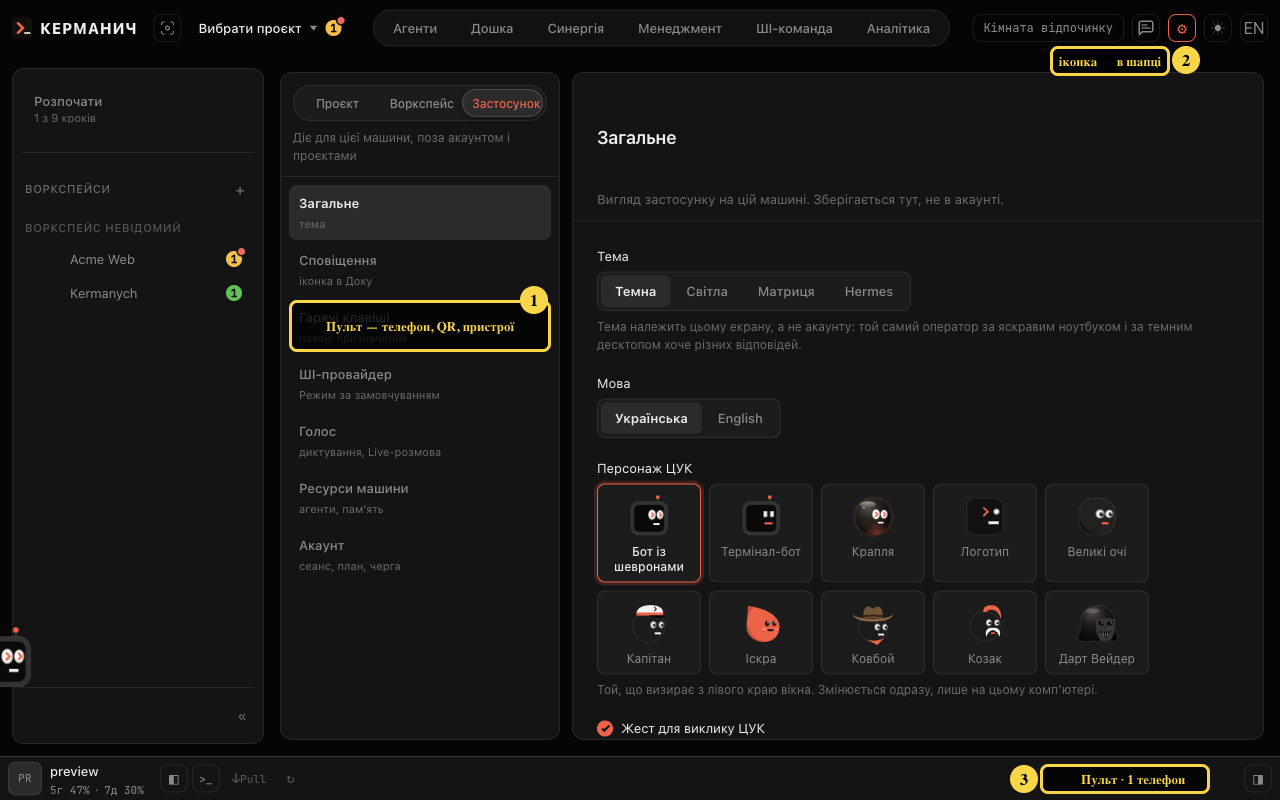 КЕРМАНИЧ
Вибрати проєкт
1
Агенти
Дошка
Синергія
Менеджмент
ШІ-команда
Аналітика
Кімната відпочинку
EN
іконка в шапці
2
Розпочати
1 з 9 кроків
ВОРКСПЕЙСИ
+
ВОРКСПЕЙС НЕВІДОМИЙ
Acme Web
1
Kermanych
1
«
Проєкт
Воркспейс
Застосунок
Діє для цієї машини, поза акаунтом і
проєктами
Загальне
тема
Сповіщення
іконка в Доку
1
Гарячі клавіші
Пульт — телефон, QR, пристрої
наявні призначення
ШІ-провайдер
Режим за замовчуванням
Голос
диктування, Live-розмова
Ресурси машини
агенти, пам'ять
Акаунт
сеанс, план, черга
Загальне
Вигляд застосунку на цій машині. Зберігається тут, не в акаунті.
Тема
Темна
Світла
Матриця
Hermes
Тема належить цьому екрану, а не акаунту: той самий оператор за яскравим ноутбуком і за темним
десктопом хоче різних відповідей.
Мова
Українська
English
Персонаж ЦУК
Бот із
шевронами
Термінал-бот
Крапля
Логотип
Великі очі
Капітан
Іскра
Ковбой
Козак
Дарт Вейдер
Той, що визирає з лівого краю вікна. Змінюється одразу, лише на цьому комп'ютері.
Жест для виклику ЦУК
PR
preview
5г 47% · 7д 30%
>_
↓Pull
↻
3
Пульт · 1 телефон